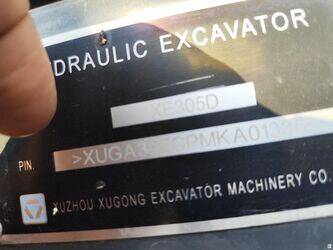 DRAULIC EXCAVATOR
XE305D
PIN.
XUZHOU XUGONG EXCAVATOR MACHINERY CO.